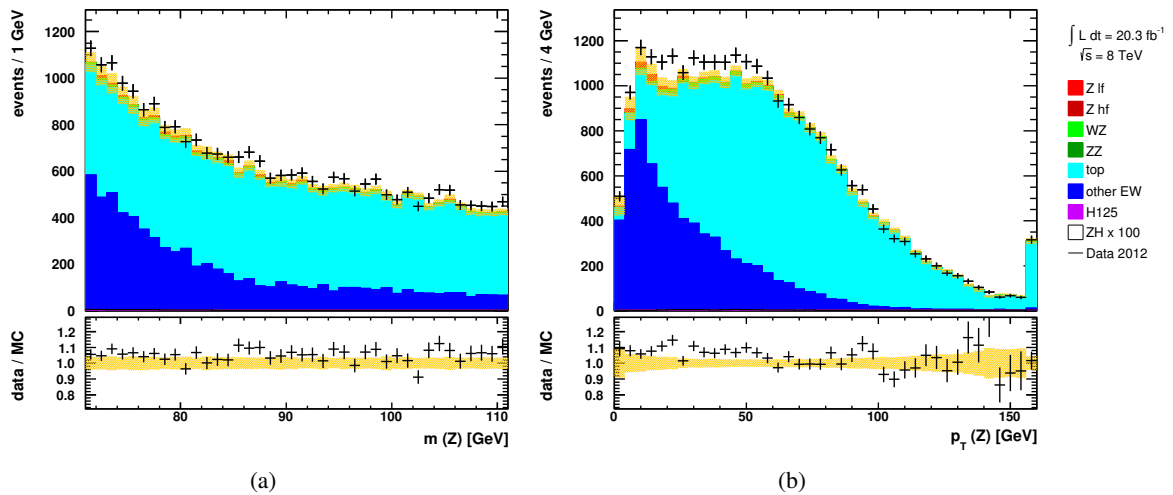 events / 1 GeV
1200
1000
800
600
400
200
0
data / MC
1.2
1.1
1.0
0.9
0.8
80 90 100 110
m (Z) [GeV]
(a)
events / 4 GeV
1200
1000
800
600
400
200
0
data / MC
1.2
1.1
1.0
0.9
0.8
0 50 100 150
p_T (Z) [GeV]
(b)
∫ L dt = 20.3 fb⁻¹
√s = 8 TeV
Z lf
Z hf
WZ
ZZ
top
other EW
H125
ZH x 100
Data 2012